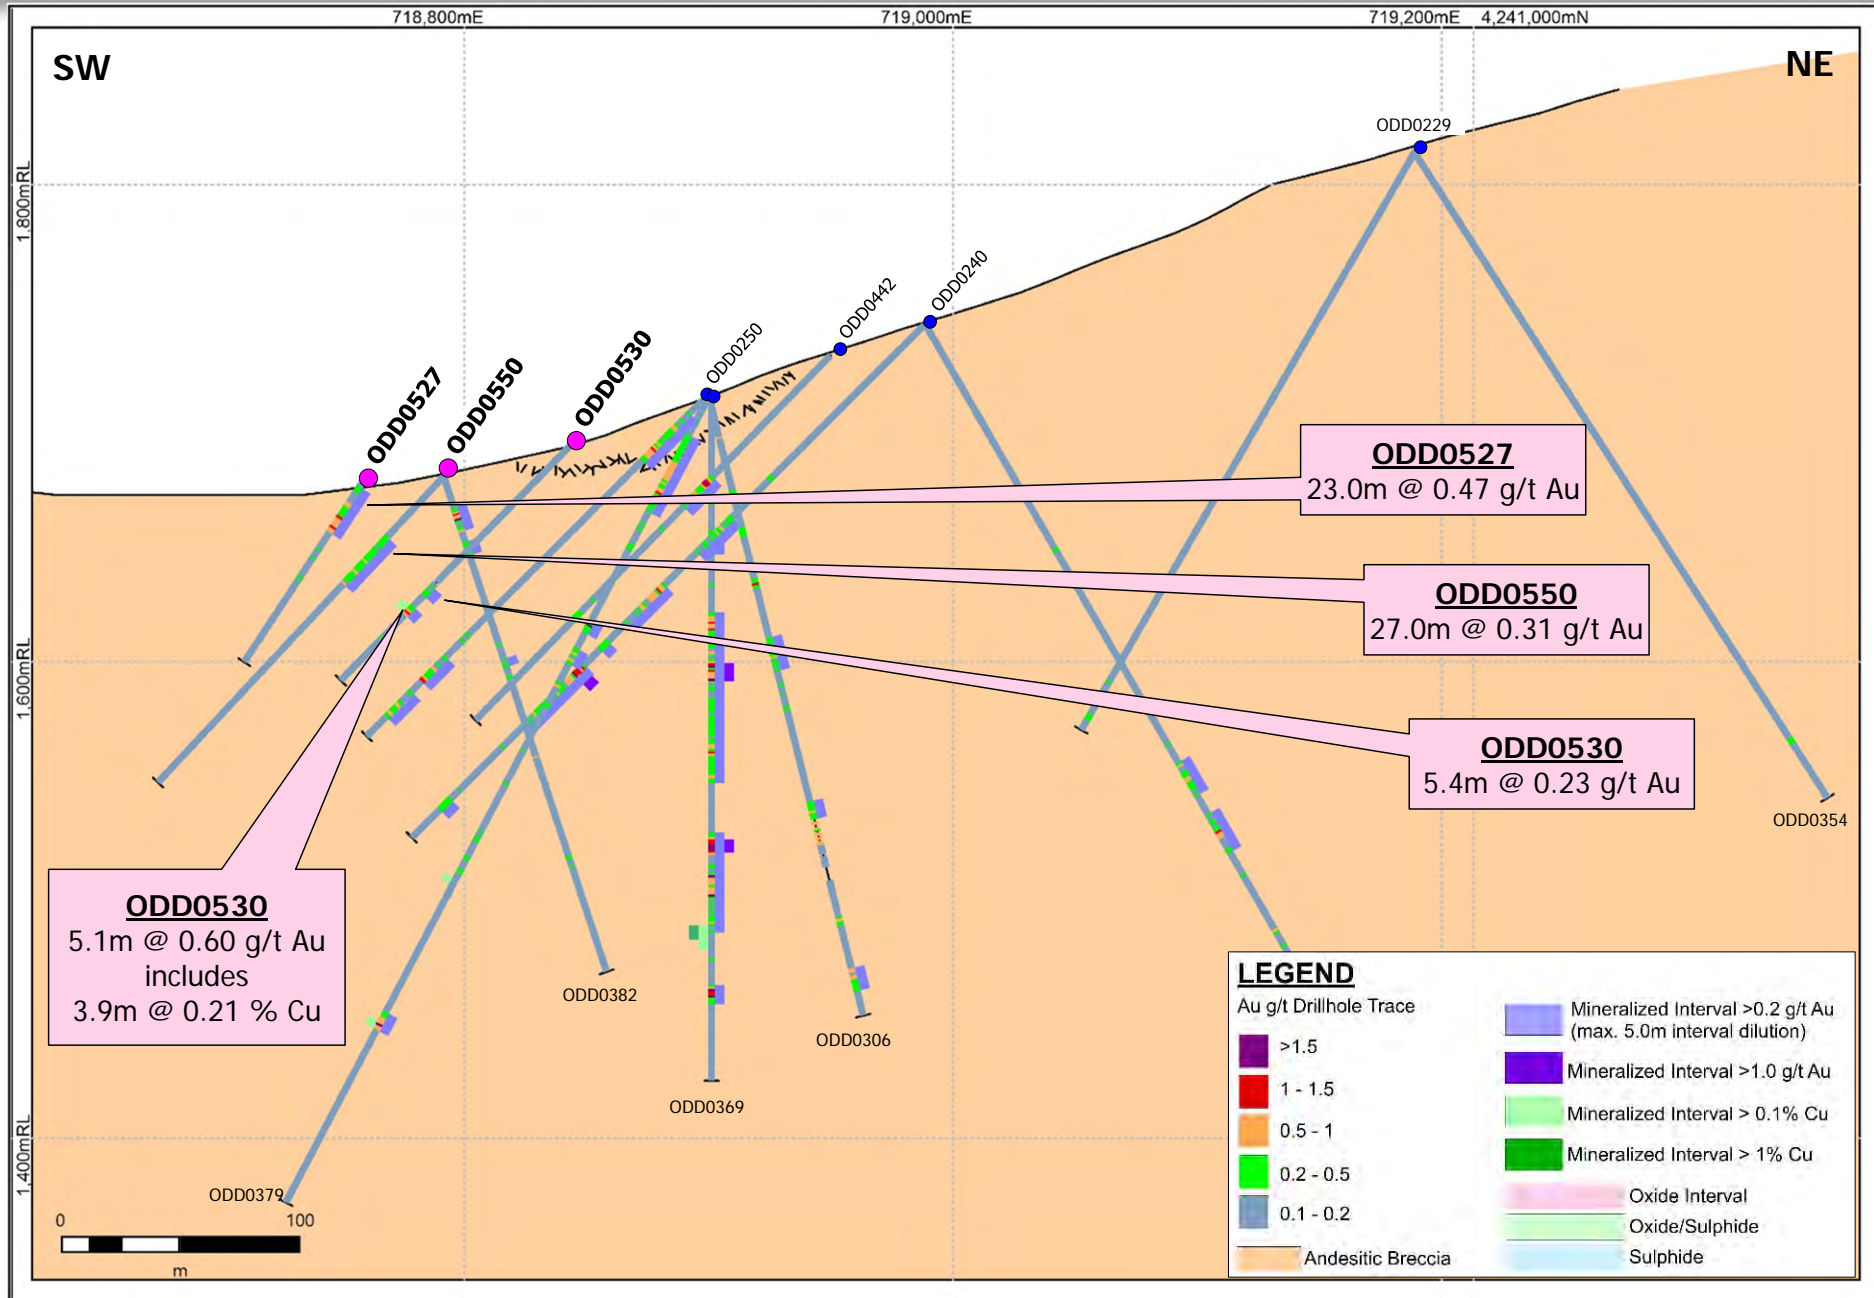 718,800mE
719,000mE
719,200mE
4,241,000mN
SW
NE
1,800mRL
1,600mRL
1,400mRL
ODD0229
ODD0240
ODD0442
ODD0250
ODD0530
ODD0550
ODD0527
ODD0527
23.0m @ 0.47 g/t Au
ODD0550
27.0m @ 0.31 g/t Au
ODD0530
5.4m @ 0.23 g/t Au
ODD0354
ODD0530
5.1m @ 0.60 g/t Au
includes
3.9m @ 0.21 % Cu
ODD0382
ODD0306
ODD0369
ODD0379
0
100
m
LEGEND
Au g/t Drillhole Trace
>1.5
1 - 1.5
0.5 - 1
0.2 - 0.5
0.1 - 0.2
Andesitic Breccia
Mineralized Interval >0.2 g/t Au
(max. 5.0m interval dilution)
Mineralized Interval >1.0 g/t Au
Mineralized Interval > 0.1% Cu
Mineralized Interval > 1% Cu
Oxide Interval
Oxide/Sulphide
Sulphide